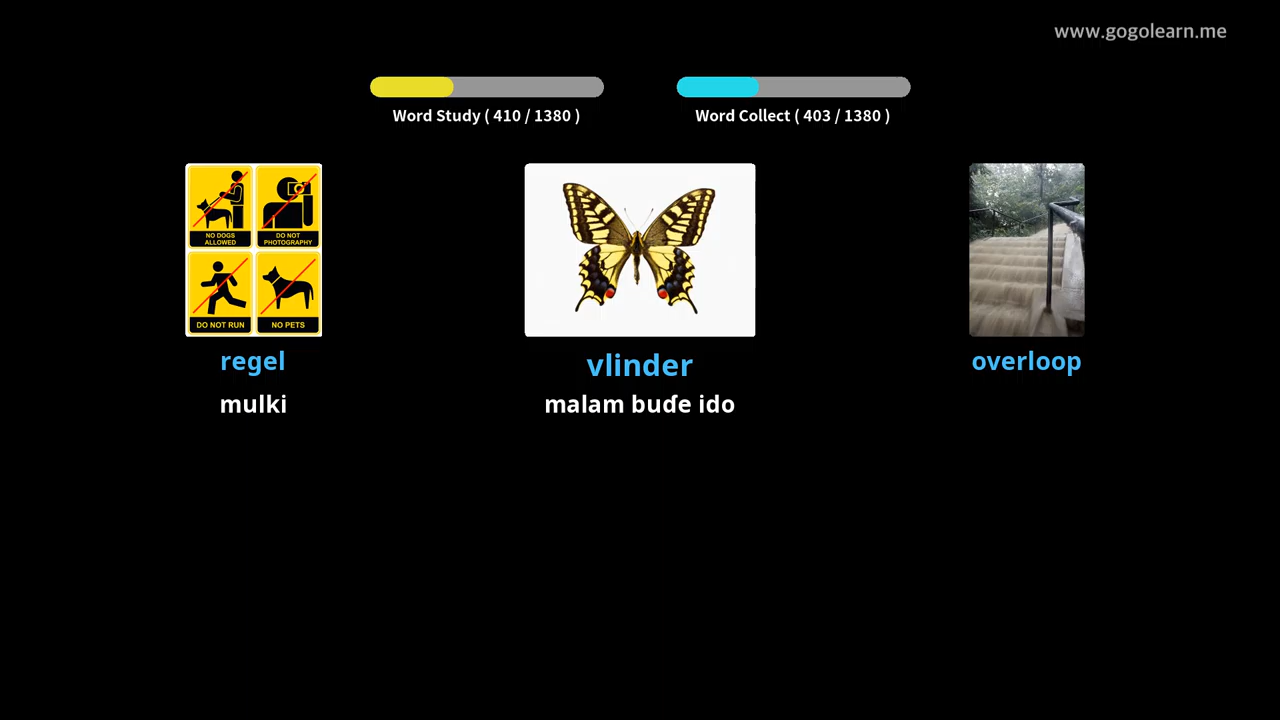 www.gogolearn.me
Word Study ( 410 / 1380 )
Word Collect ( 403 / 1380 )
NO DOGS
ALLOWED
DO NOT
PHOTOGRAPHY
DO NOT RUN
NO PETS
regel
vlinder
overloop
mulki
malam buɗe ido